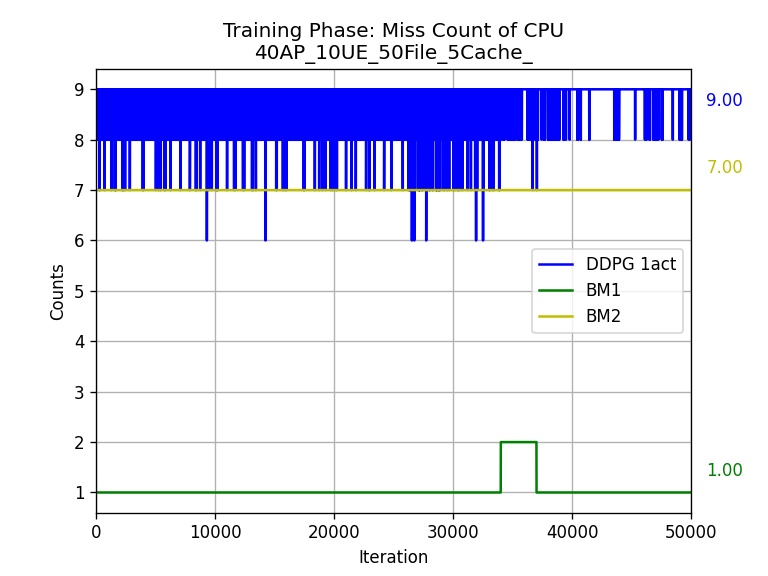 Training Phase: Miss Count of CPU
40AP_10UE_50File_5Cache_
9
8
7
6
5
4
3
2
1
Counts
9.00
7.00
1.00
DDPG 1act
BM1
BM2
0 10000 20000 30000 40000 50000
Iteration